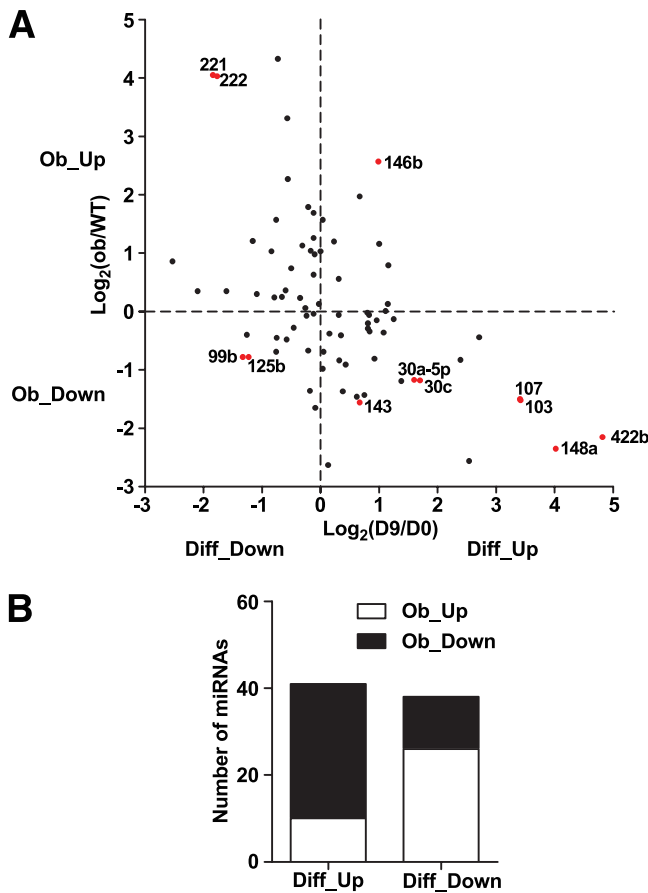 A
5
4
3
2
1
0
-1
-2
-3
Log2(ob/WT)
Ob_Up
Ob_Down
221
222
146b
99b
125b
143
30a-5p
30c
107
103
148a
422b
-3 -2 -1 0 1 2 3 4 5
Log2(D9/D0)
Diff_Down Diff_Up
B
60
40
20
0
Number of miRNAs
Ob_Up
Ob_Down
Diff_Up Diff_Down